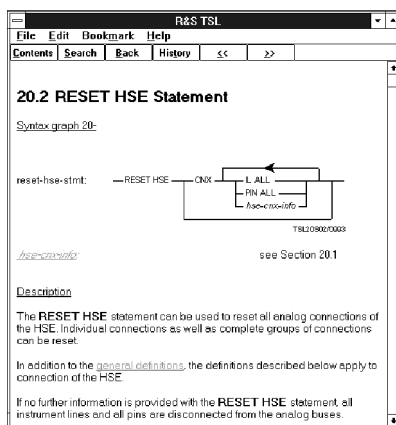 R&S TSL
File Edit Bookmark Help
Contents Search Back History << >>
20.2 RESET HSE Statement
Syntax graph 20-
reset-hse-stmt: RESET HSE CNX L ALL
PIN ALL
hse-cnx-info
TSL20S02/0993
hse-cnx-info: see Section 20.1
Description
The RESET HSE statement can be used to reset all analog connections of
the HSE. Individual connections as well as complete groups of connections
can be reset.
In addition to the general definitions, the definitions described below apply to
connection of the HSE.
If no further information is provided with the RESET HSE statement, all
instrument lines and all pins are disconnected from the analog buses.